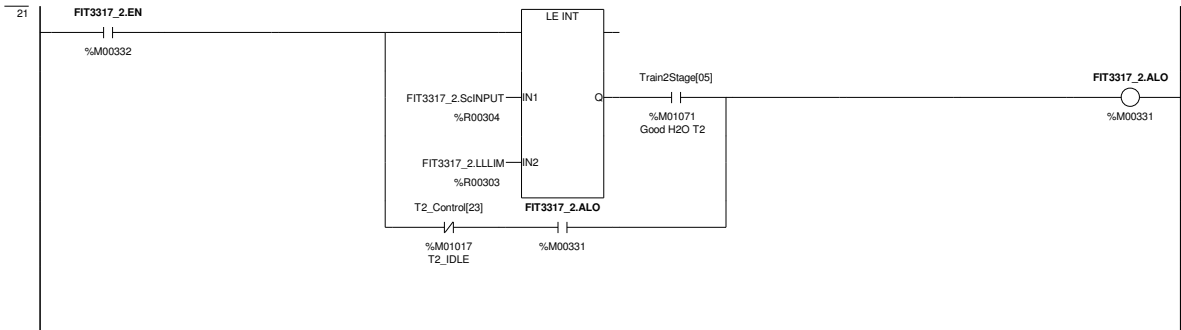 21
FIT3317_2.EN
%M00332
LE INT
FIT3317_2.ScINPUT
IN1
Q
%R00304
Train2Stage[05]
%M01071
Good H2O T2
FIT3317_2.ALO
%M00331
FIT3317_2.LLLIM
IN2
%R00303
T2_Control[23]
%M01017
T2_IDLE
FIT3317_2.ALO
%M00331